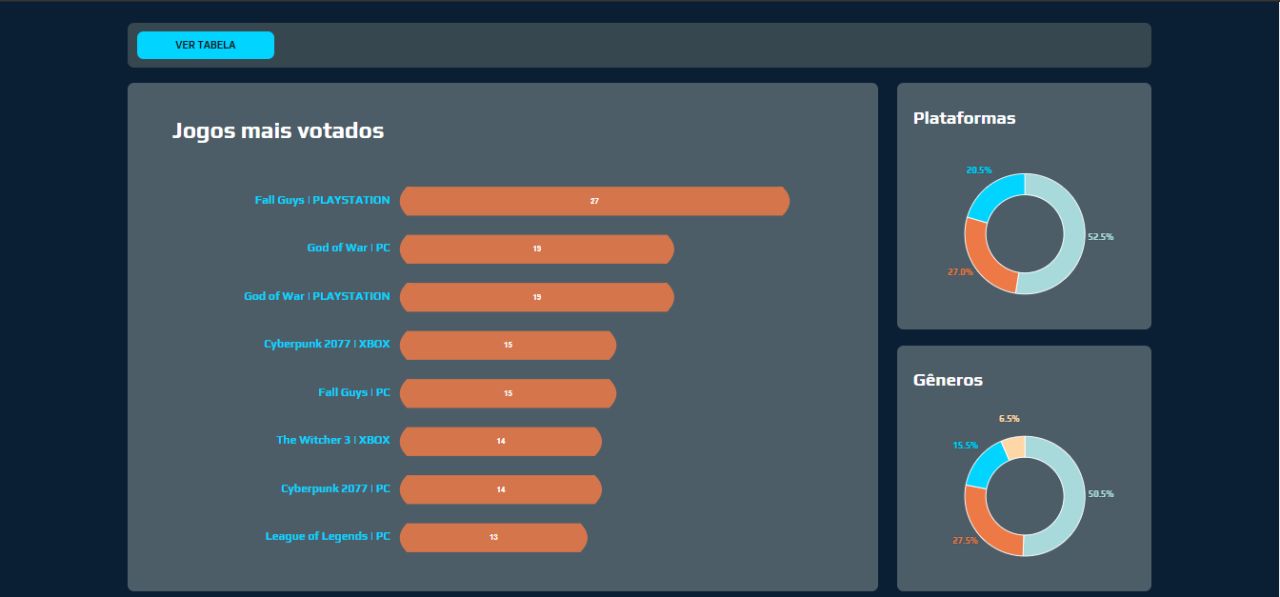 VER TABELA
Jogos mais votados
Fall Guys | PLAYSTATION
27
God of War | PC
19
God of War | PLAYSTATION
19
Cyberpunk 2077 | XBOX
15
Fall Guys | PC
15
The Witcher 3 | XBOX
14
Cyberpunk 2077 | PC
14
League of Legends | PC
13
Plataformas
20.5%
52.5%
27.0%
Gêneros
6.5%
15.5%
50.5%
27.5%